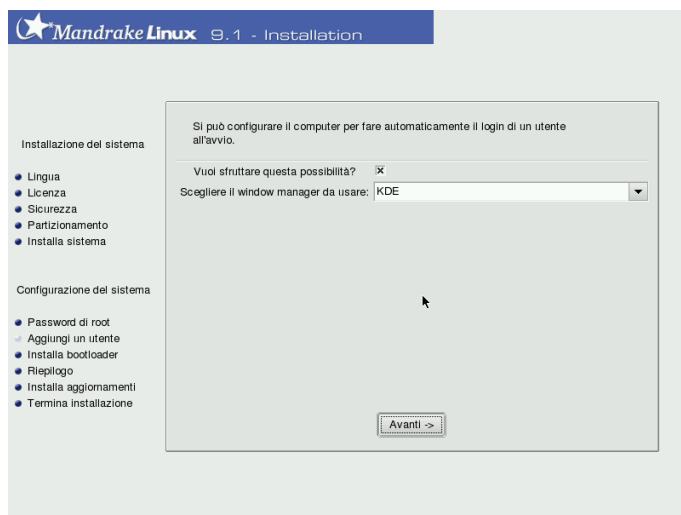 Mandrake Linux 9.1 - Installation
Installazione del sistema
Lingua
Licenza
Sicurezza
Partizionamento
Installa sistema
Configurazione del sistema
Password di root
Aggiungi un utente
Installa bootloader
Riepilogo
Installa aggiornamenti
Termina installazione
Si può configurare il computer per fare automaticamente il login di un utente
all'avvio.
Vuoi sfruttare questa possibilità?
Scegliere il window manager da usare: KDE
Avanti ->